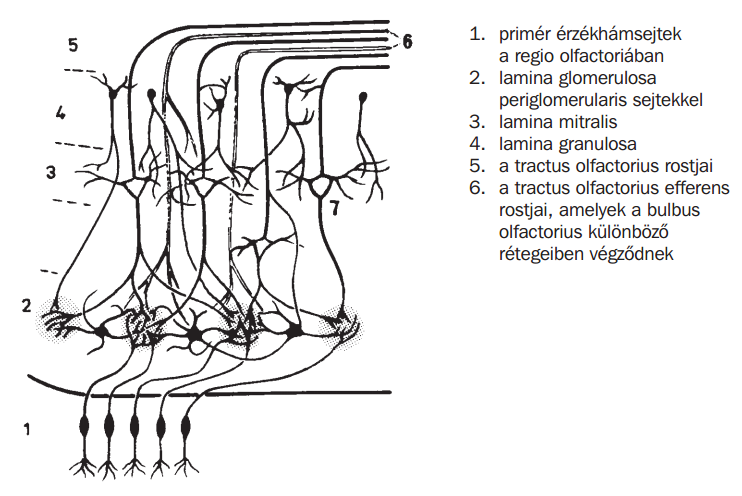 5
6
4
3
7
2
1
1. primér érzékhámsejtek
a regio olfactoriában
2. lamina glomerulosa
periglomerularis sejtekkel
3. lamina mitralis
4. lamina granulosa
5. a tractus olfactorius rostjai
6. a tractus olfactorius efferens
rostjai, amelyek a bulbus
olfactorius különböző
rétegeiben végződnek